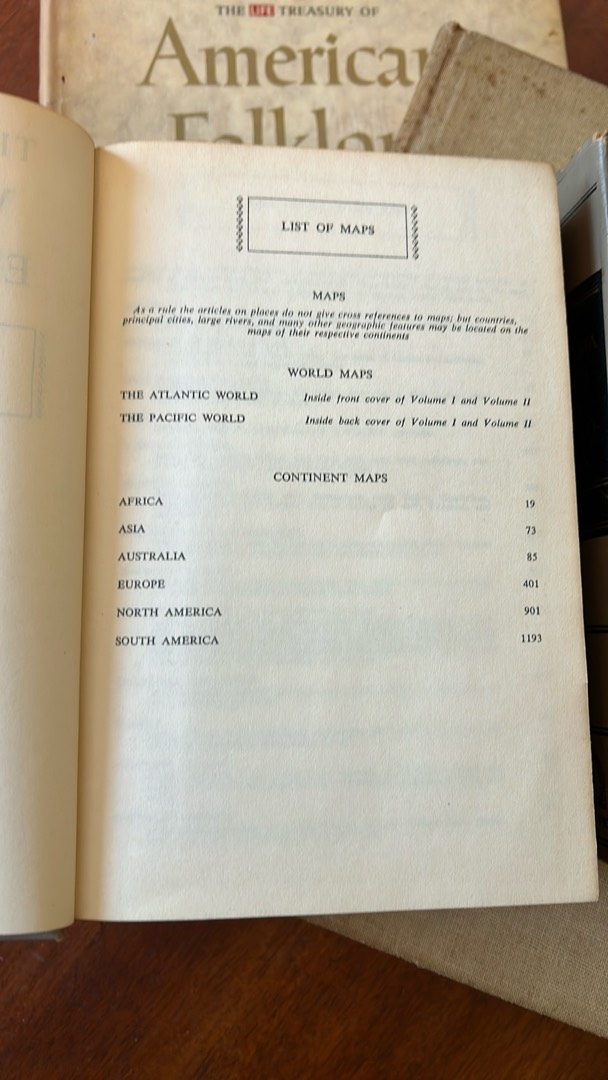 THE LIFE TREASURY OF
American
LIST OF MAPS
MAPS
As a rule the articles on places do not give cross references to maps; but countries,
principal cities, large rivers, and many other geographic features may be located on the
maps of their respective continents
WORLD MAPS
THE ATLANTIC WORLD Inside front cover of Volume I and Volume II
THE PACIFIC WORLD Inside back cover of Volume I and Volume II
CONTINENT MAPS
AFRICA 19
ASIA 73
AUSTRALIA 85
EUROPE 401
NORTH AMERICA 901
SOUTH AMERICA 1193